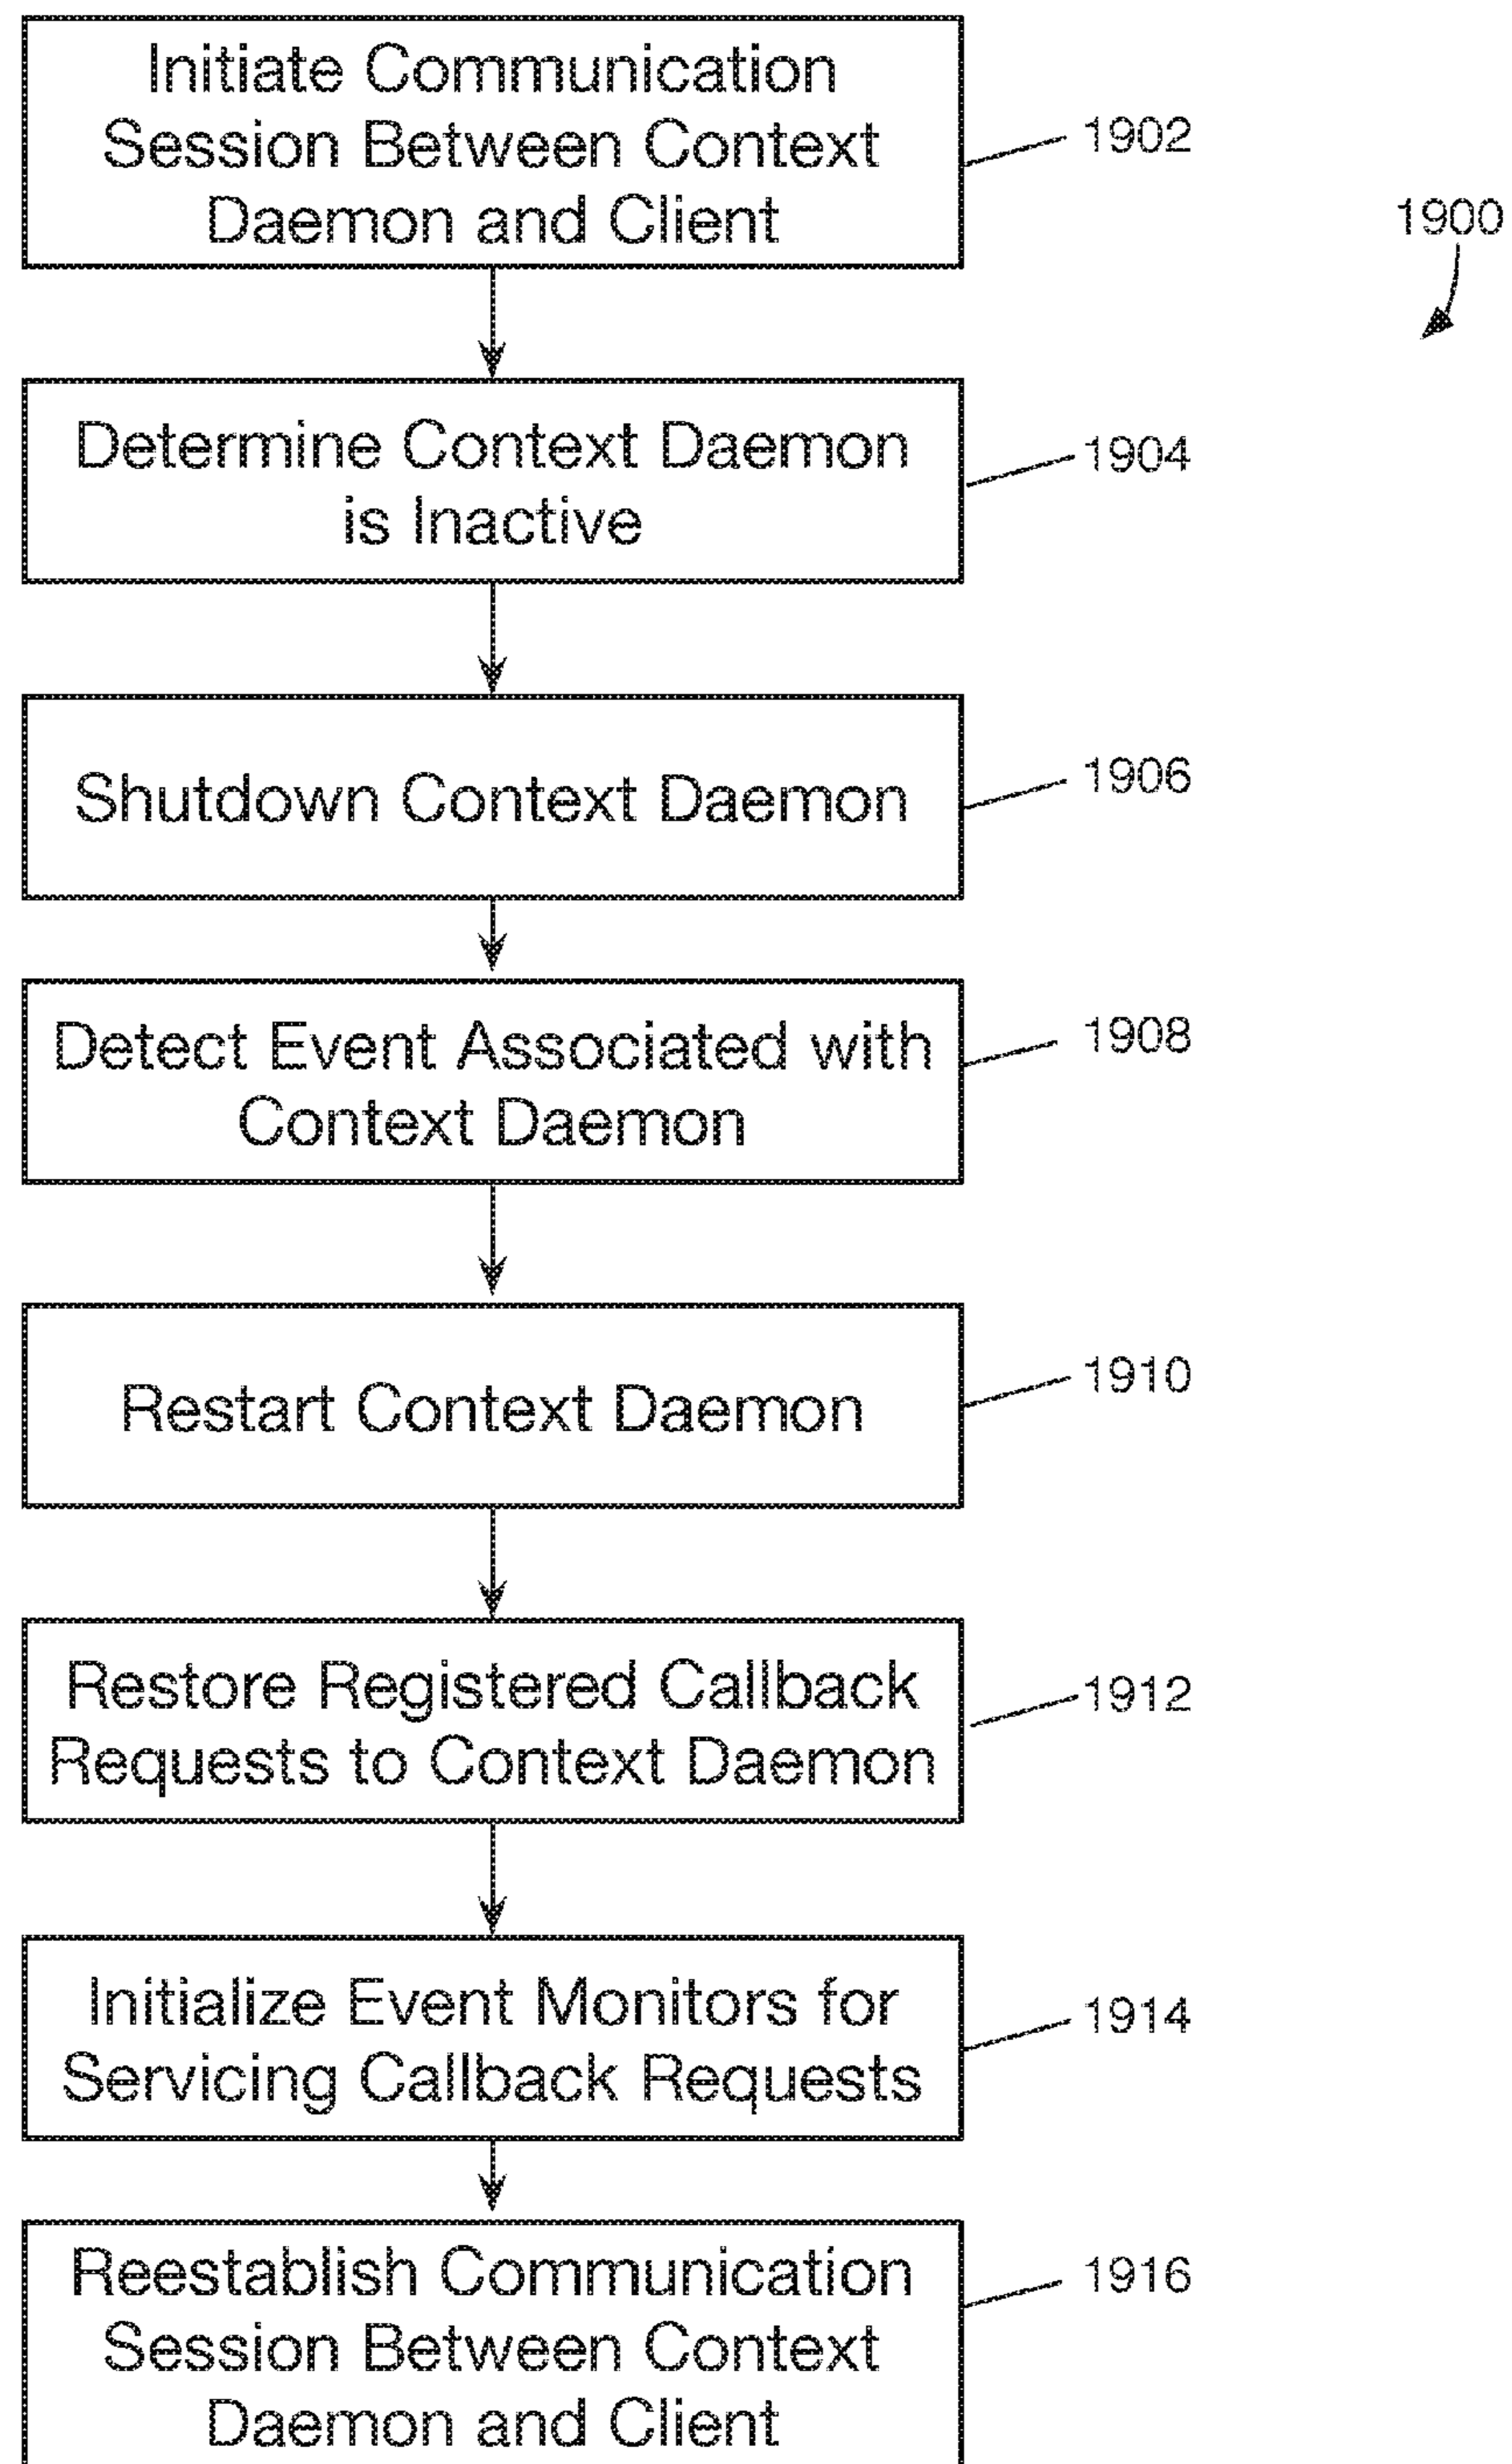 Initiate Communication
Session Between Context
Daemon and Client
1902
1900
Determine Context Daemon
is Inactive
1904
Shutdown Context Daemon
1906
Detect Event Associated with
Context Daemon
1908
Restart Context Daemon
1910
Restore Registered Callback
Requests to Context Daemon
1912
Initialize Event Monitors for
Servicing Callback Requests
1914
Reestablish Communication
Session Between Context
Daemon and Client
1916